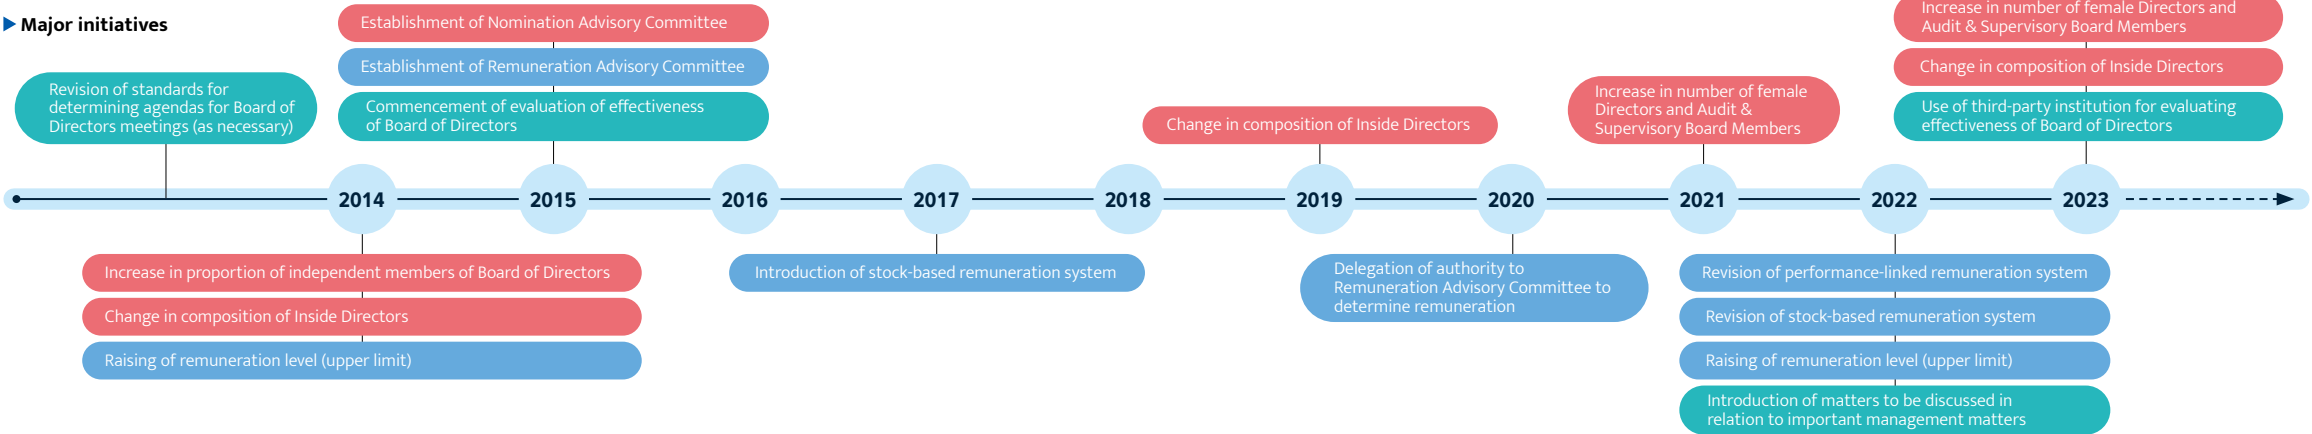 Major initiatives
Revision of standards for
determining agendas for Board of
Directors meetings (as necessary)
Establishment of Nomination Advisory Committee
Establishment of Remuneration Advisory Committee
Commencement of evaluation of effectiveness
of Board of Directors
Change in composition of Inside Directors
Increase in number of female
Directors and Audit &
Supervisory Board Members
Increase in number of female Directors and
Audit & Supervisory Board Members
Change in composition of Inside Directors
Use of third-party institution for evaluating
effectiveness of Board of Directors
2014
2015
2016
2017
2018
2019
2020
2021
2022
2023
Increase in proportion of independent members of Board of Directors
Change in composition of Inside Directors
Raising of remuneration level (upper limit)
Introduction of stock-based remuneration system
Delegation of authority to
Remuneration Advisory Committee to
determine remuneration
Revision of performance-linked remuneration system
Revision of stock-based remuneration system
Raising of remuneration level (upper limit)
Introduction of matters to be discussed in
relation to important management matters